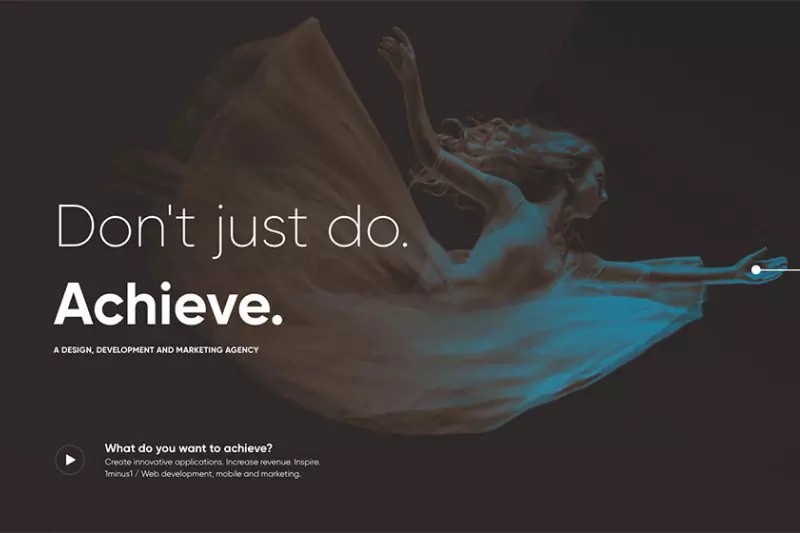 Don't just do.
Achieve.
A DESIGN, DEVELOPMENT AND MARKETING AGENCY
What do you want to achieve?
Create innovative applications. Increase revenue. Inspire.
1minus1 / Web development, mobile and marketing.